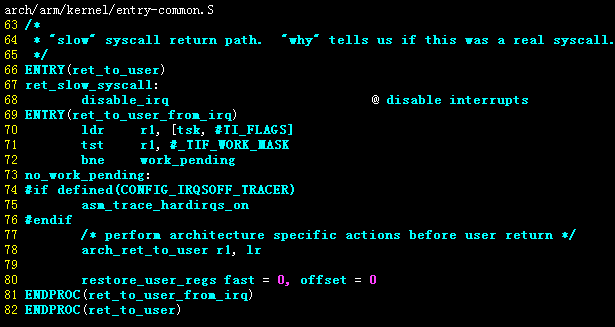 arch/arm/kernel/entry-common.S
63 /*
64  * "slow" syscall return path.  "why" tells us if this was a real syscall.
65  */
66 ENTRY(ret_to_user)
67 ret_slow_syscall:
68         disable_irq                             @ disable interrupts
69 ENTRY(ret_to_user_from_irq)
70         ldr     r1, [tsk, #TI_FLAGS]
71         tst     r1, #_TIF_WORK_MASK
72         bne     work_pending
73 no_work_pending:
74 #if defined(CONFIG_IRQSOFF_TRACER)
75         asm_trace_hardirqs_on
76 #endif
77         /* perform architecture specific actions before user return */
78         arch_ret_to_user r1, lr
79
80         restore_user_regs fast = 0, offset = 0
81 ENDPROC(ret_to_user_from_irq)
82 ENDPROC(ret_to_user)